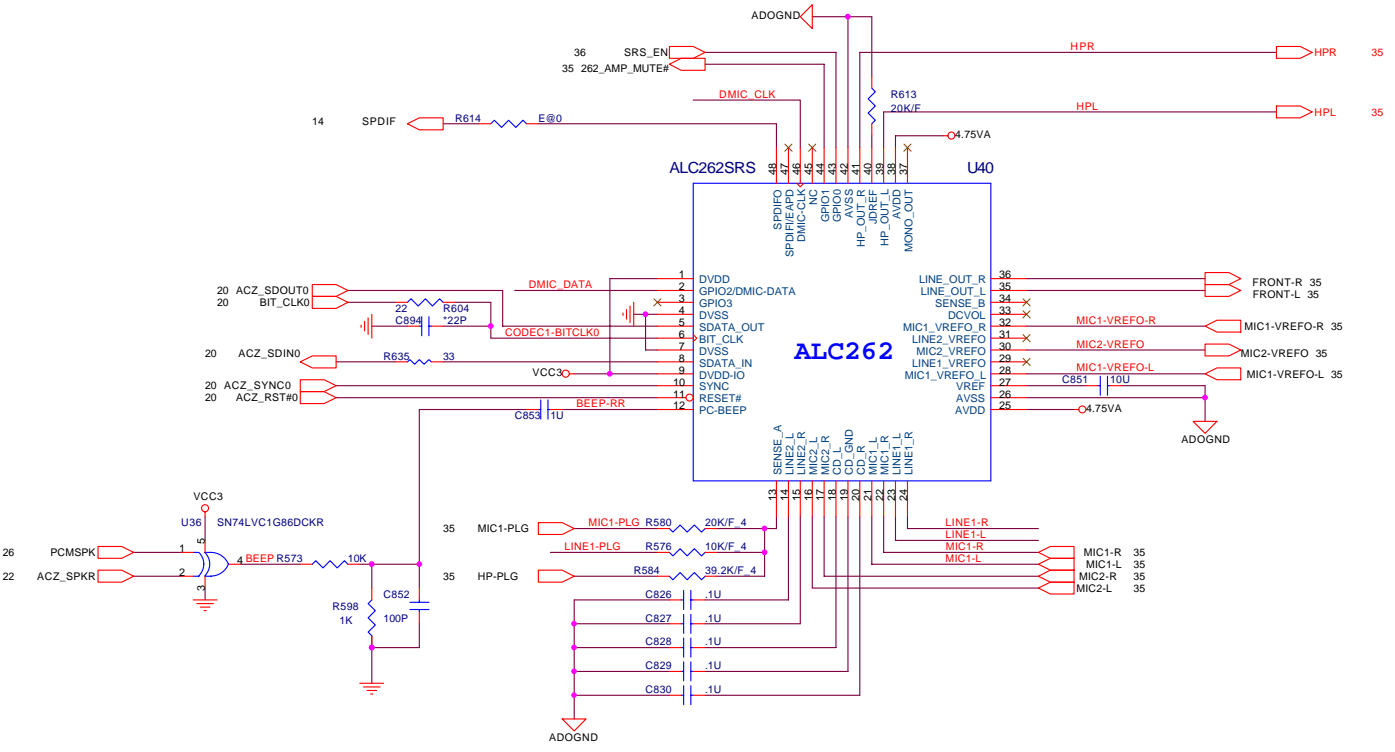 ADOGND
36 SRS_EN
35 262_AMP_MUTE#
HPR
HPR 35
DMIC_CLK
R613
20K/F
HPL
HPL 35
14 SPDIF
R614 E@0
4.75VA
ALC262SRS
U40
48 47 46 45 44 43 42 41 40 39 38 37
SPDIFO
SPDIFI/EAPD
DMIC-CLK
NC
GPIO1
GPIO0
AVSS
HP_OUT_R
JDREF
HP_OUT_L
AVDD
MONO_OUT
ALC262
1 DVDD
2 GPIO2/DMIC-DATA
3 GPIO3
4 DVSS
5 SDATA_OUT
6 BIT_CLK
7 DVSS
8 SDATA_IN
9 DVDD-IO
10 SYNC
11 RESET#
12 PC-BEEP
LINE_OUT_R 36
LINE_OUT_L 35
SENSE_B 34
DCVOL 33
MIC1_VREFO_R 32
LINE2_VREFO 31
MIC2_VREFO 30
LINE1_VREFO 29
MIC1_VREFO_L 28
VREF 27
AVSS 26
AVDD 25
DMIC_DATA
20 ACZ_SDOUT0
20 BIT_CLK0
22 R604
C894 *22P
CODEC1-BITCLK0
20 ACZ_SDIN0
R635 33
VCC3
20 ACZ_SYNC0
20 ACZ_RST#0
BEEP-RR
C853 1U
FRONT-R 35
FRONT-L 35
MIC1-VREFO-R
MIC1-VREFO-R 35
MIC2-VREFO
MIC2-VREFO 35
MIC1-VREFO-L
MIC1-VREFO-L 35
C851 10U
4.75VA
ADOGND
SENSE_A
LINE2_L
LINE2_R
MIC2_L
MIC2_R
CD_L
CD_GND
CD_R
MIC1_L
MIC1_R
LINE1_L
LINE1_R
13 14 15 16 17 18 19 20 21 22 23 24
VCC3
U36 SN74LVC1G86DCKR
26 PCMSPK
22 ACZ_SPKR
1
2
5
3
4
BEEP R573 10K
R598
1K
C852
100P
35 MIC1-PLG
MIC1-PLG R580 20K/F_4
LINE1-PLG R576 10K/F_4
35 HP-PLG
R584 39.2K/F_4
C826 .1U
C827 .1U
C828 .1U
C829 .1U
C830 .1U
ADOGND
LINE1-R
LINE1-L
MIC1-R
MIC1-L
MIC1-R 35
MIC1-L 35
MIC2-R 35
MIC2-L 35